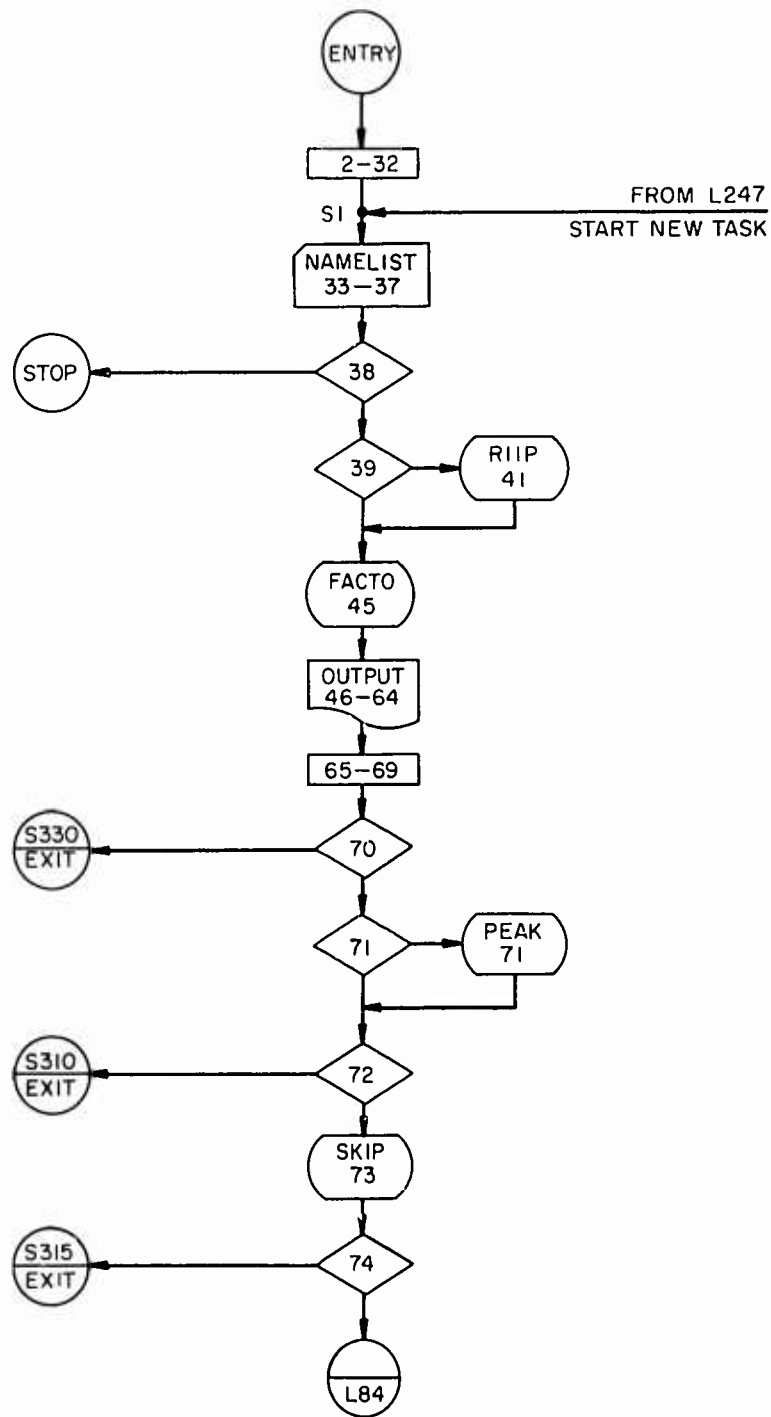 ENTRY
2-32
S1
FROM L247
START NEW TASK
NAMELIST
33-37
STOP
38
39
RIIP
41
FACTO
45
OUTPUT
46-64
65-69
S330
EXIT
70
71
PEAK
71
S310
EXIT
72
SKIP
73
S315
EXIT
74
L84